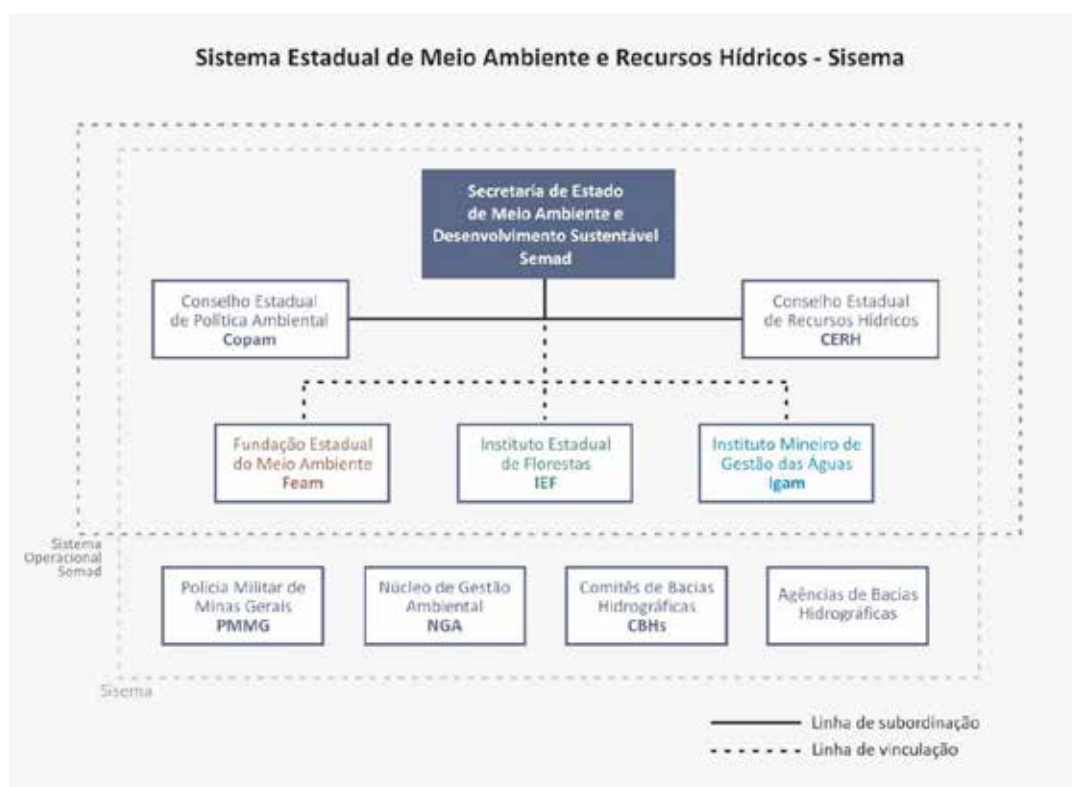 Sistema Estadual de Meio Ambiente e Recursos Hídricos - Sisema
Secretaria de Estado
de Meio Ambiente e
Desenvolvimento Sustentável
Semad
Conselho Estadual
de Política Ambiental
Copam
Conselho Estadual
de Recursos Hídricos
CERH
Fundação Estadual
do Meio Ambiente
Feam
Instituto Estadual
de Florestas
IEF
Instituto Mineiro de
Gestão das Águas
Igam
Sistema
Operacional
Semad
Polícia Militar de
Minas Gerais
PMMG
Núcleo de Gestão
Ambiental
NGA
Comitês de Bacias
Hidrográficas
CBHs
Agências de Bacias
Hidrográficas
Sisema
Linha de subordinação
Linha de vinculação